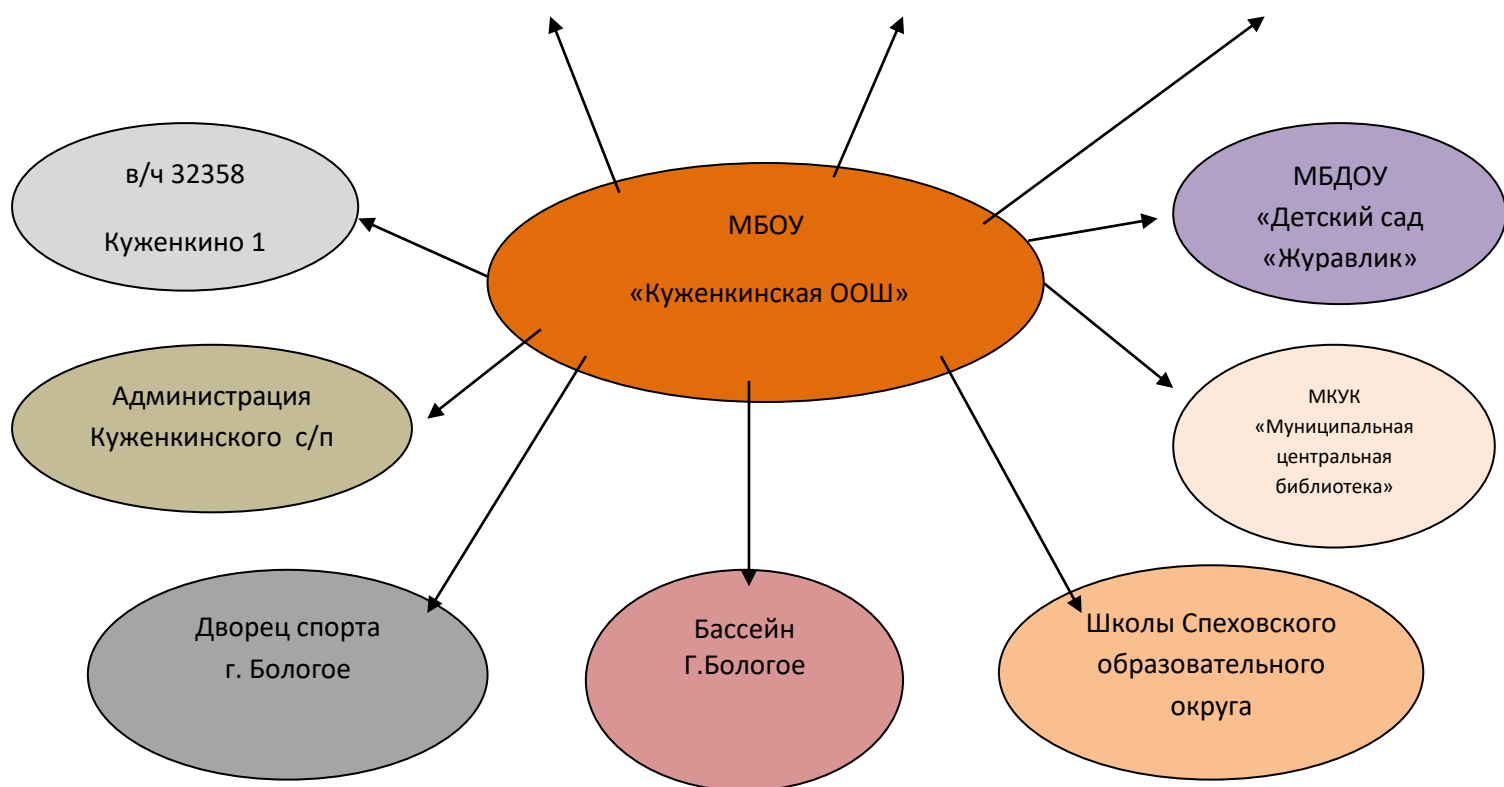 в/ч 32358
Куженкино 1
МБОУ
«Куженкинская ООШ»
МБДОУ
«Детский сад
«Журавлик»
Администрация
Куженкинского с/п
МКУК
«Муниципальная
центральная
библиотека»
Дворец спорта
г. Бологое
Бассейн
Г.Бологое
Школы Спеховского
образовательного
округа